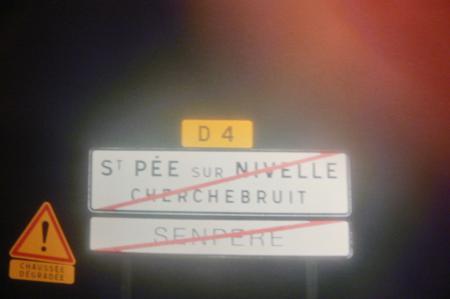 D 4
ST PÉE SUR NIVELLE
CHERCHEBRUIT
SENPERE
!
CHAUSSÉE
DÉGRADÉE